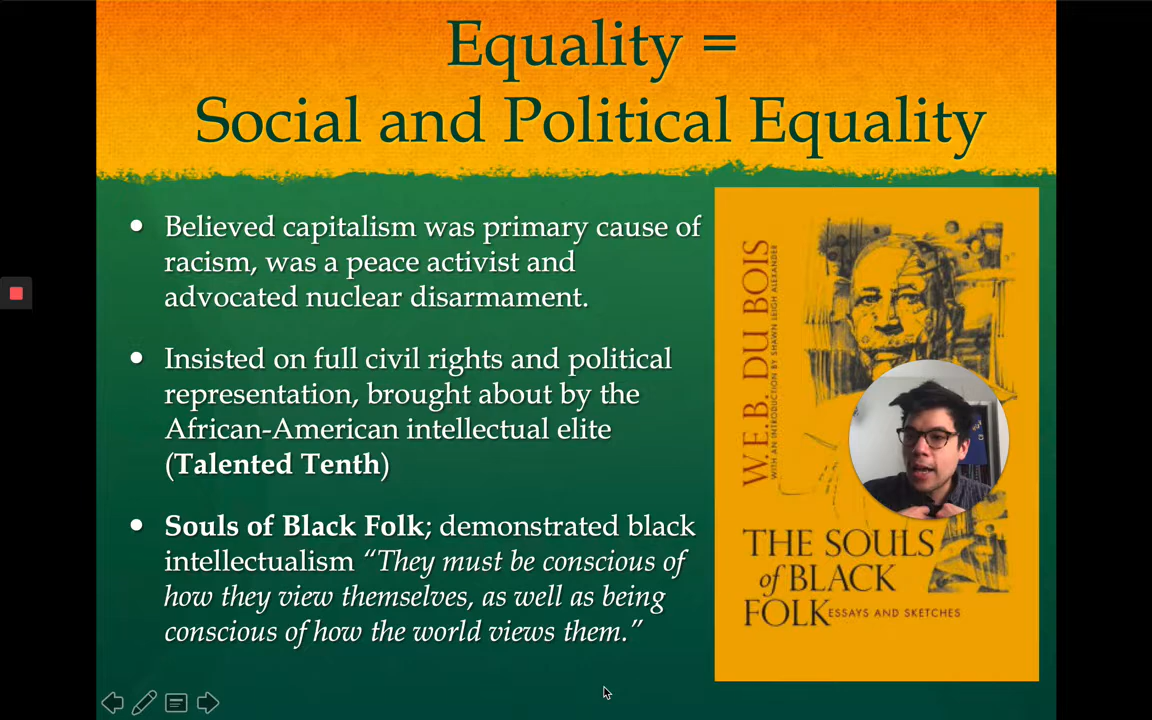 Equality =
Social and Political Equality
• Believed capitalism was primary cause of
racism, was a peace activist and
advocated nuclear disarmament.
• Insisted on full civil rights and political
representation, brought about by the
African-American intellectual elite
(Talented Tenth)
• Souls of Black Folk; demonstrated black
intellectualism “They must be conscious of
how they view themselves, as well as being
conscious of how the world views them.”
W.E.B. DU BOIS
WITH AN INTRODUCTION BY SHAWN LEIGH ALEXANDER
THE SOULS
of BLACK
FOLK ESSAYS AND SKETCHES